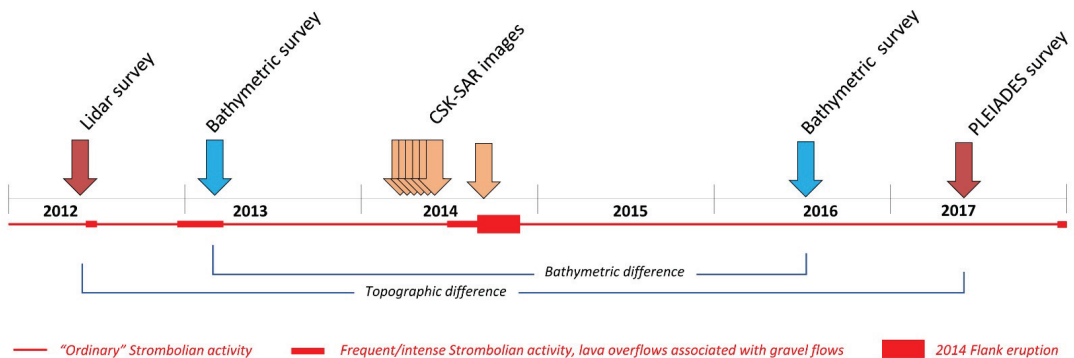 Lidar survey
Bathymetric survey
CSK-SAR images
Bathymetric survey
PLEIADES survey
2012
2013
2014
2015
2016
2017
Bathymetric difference
Topographic difference
“Ordinary” Strombolian activity
Frequent/intense Strombolian activity, lava overflows associated with gravel flows
2014 Flank eruption